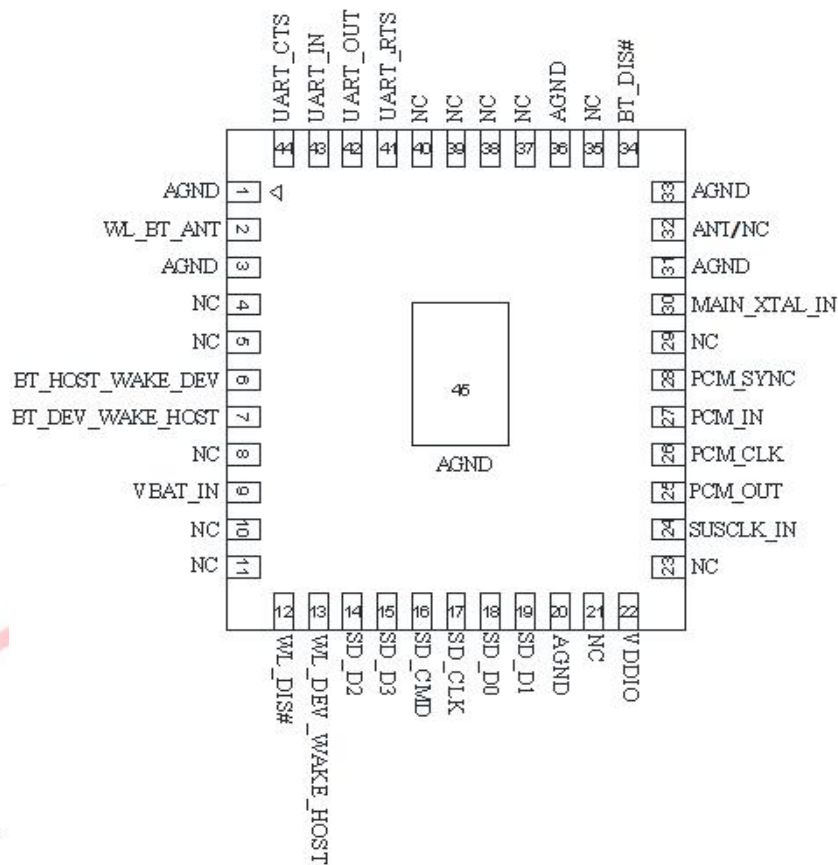 UART_CTS
UART_IN
UART_OUT
UART_RTS
NC
NC
NC
NC
AGND
NC
BT_DIS#
44
43
42
41
40
39
38
37
36
35
34
AGND 1
WL_BT_ANT 2
AGND 3
NC 4
NC 5
BT_HOST_WAKE_DEV 6
BT_DEV_WAKE_HOST 7
NC 8
VBAT_IN 9
NC 10
NC 11
33 AGND
32 ANT/NC
31 AGND
30 MAIN_XTAL_IN
29 NC
28 PCM_SYNC
27 PCM_IN
26 PCM_CLK
25 PCM_OUT
24 SUSCLK_IN
23 NC
45
AGND
12
13
14
15
16
17
18
19
20
21
22
WL_DIS#
WL_DEV_WAKE_HOST
SD_D2
SD_D3
SD_CMD
SD_CLK
SD_D0
SD_D1
AGND
NC
VDDIO